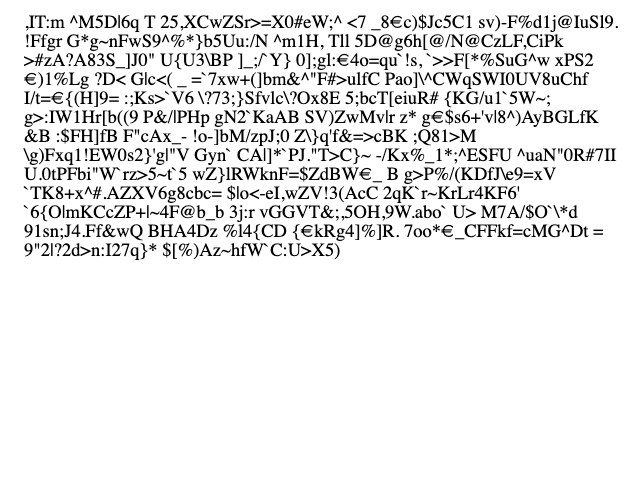 ,IT:m ^M5D|6q T 25,XCwZSr>=X0#eW;^ <7 _8€c)$Jc5C1 sv)-F%d1j@IuSl9.
!Ffgr G*g~nFwS9^%*}b5Uu:/N ^m1H, Tll 5D@g6h[@/N@CzLF,CiPk
>#zA?A83S_]J0" U{U3\BP ]_;/`Y} 0];gl:€4o=qu`!s,`>>F[*%SuG^w xPS2
€)1%Lg ?D< G|c<( _ =`7xw+(]bm&^"F#>ulfC Pao]\^CWqSWI0UV8uChf
I/t=€{(H]9= :;Ks>`V6 \?73;}Sfv|c\?Ox8E 5;bcT[eiuR# {KG/u1`5W~;
g>:IW1Hr[b((9 P&/|PHp gN2`KaAB SV)ZwMv|r z* g€$s6+'v|8^)AyBGLfK
&B :$FH]fB F"cAx_- !o-]bM/zpJ;0 Z\}q'f&=>cBK ;Q81>M
\g)Fxq1!EW0s2}'g|"V Gyn` CA|]*`PJ."T>C}~ -/Kx%_1*;^ESFU ^uaN"0R#7II
U.0tPFbi"W`rz>5~t`5 wZ}lRWknF=$ZdBW€_ B g>P%/(KDfJ\e9=xV
`TK8+x^#.AZXV6g8cbc= $|o<-eI,wZV!3(AcC 2qK`r~KrLr4KF6'
`6{O|mKCcZP+|~4F@b_b 3j:r vGGVT&;,5OH,9W.abo` U> M7A/$O`\*d
91sn;J4.Ff&wQ BHA4Dz %l4{CD {€kRg4]%]R. 7oo*€_CFFkf=cMG^Dt =
9"2|?2d>n:I27q}* $[%)Az~hfW`C:U>X5)